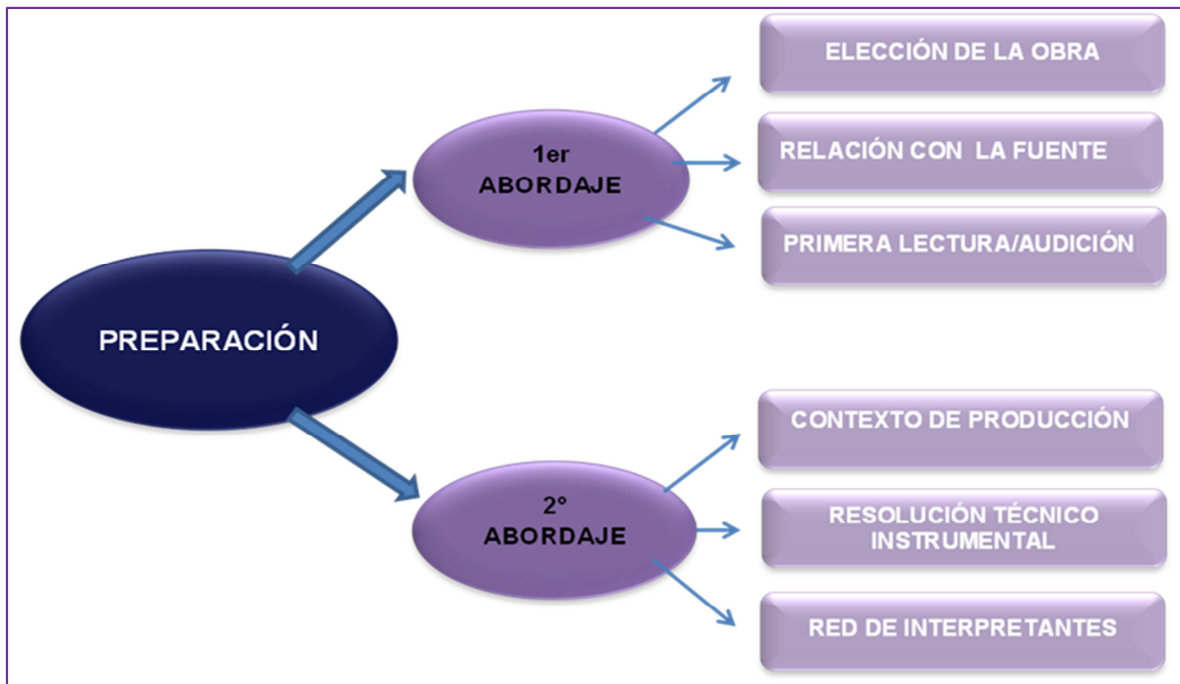 PREPARACIÓN
1er
ABORDAJE
ELECCIÓN DE LA OBRA
RELACIÓN CON LA FUENTE
PRIMERA LECTURA/AUDICIÓN
2°
ABORDAJE
CONTEXTO DE PRODUCCIÓN
RESOLUCIÓN TÉCNICO
INSTRUMENTAL
RED DE INTERPRETANTES